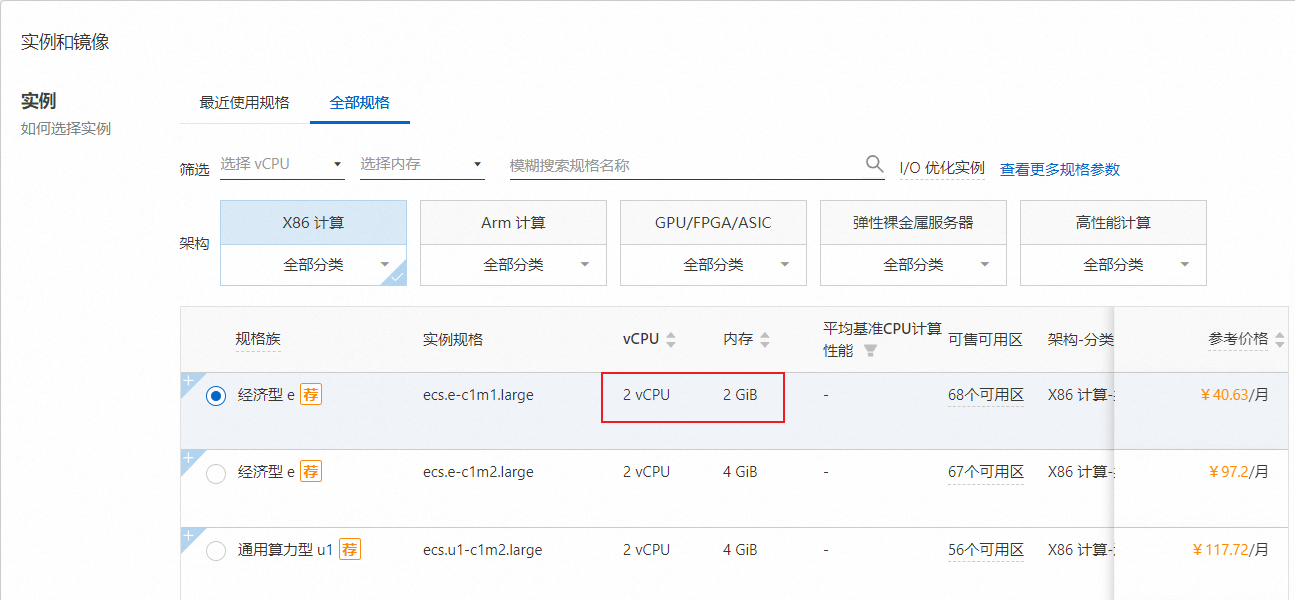 实例和镜像
实例
如何选择实例
最近使用规格 全部规格
筛选 选择 vCPU 选择内存 模糊搜索规格名称 I/O 优化实例 查看更多规格参数
架构
X86 计算 Arm 计算 GPU/FPGA/ASIC 弹性裸金属服务器 高性能计算
全部分类 全部分类 全部分类 全部分类 全部分类
规格族 实例规格 vCPU 内存 平均基准CPU计算性能 可售可用区 架构-分类 参考价格
经济型 e 荐 ecs.e-c1m1.large 2 vCPU 2 GiB - 68个可用区 X86 计算- ¥40.63/月
经济型 e 荐 ecs.e-c1m2.large 2 vCPU 4 GiB - 67个可用区 X86 计算- ¥97.2/月
通用算力型 u1 荐 ecs.u1-c1m2.large 2 vCPU 4 GiB - 56个可用区 X86 计算- ¥117.72/月